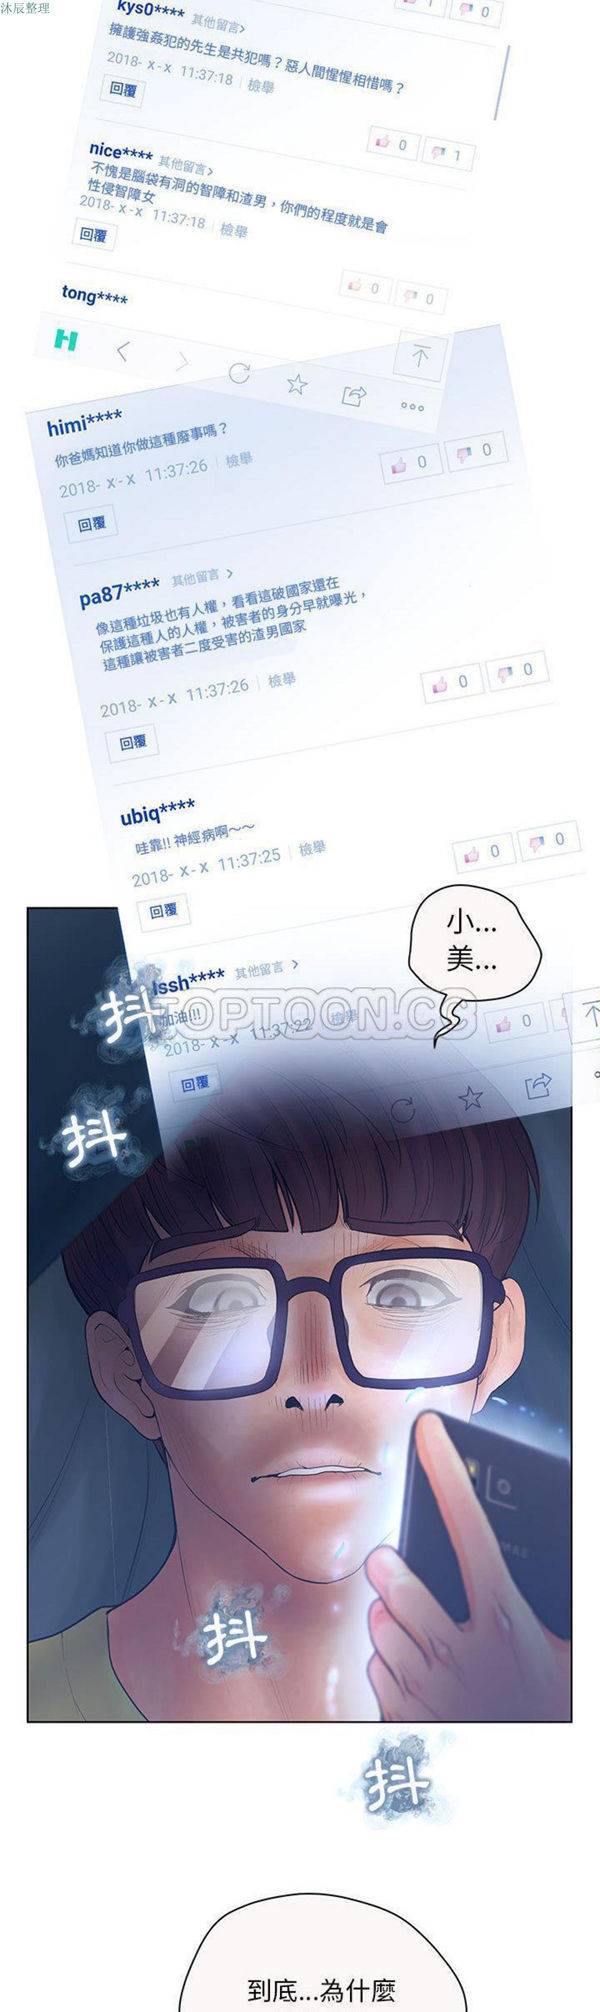 沐辰整理
kys0**** 其他留言>
擁護強姦犯的先生是共犯嗎？惡人間惺惺相惜嗎？
2018- x - x 11:37:18 | 檢舉
1 0
回覆
0 1
nice**** 其他留言>
不愧是腦袋有洞的智障和渣男，你們的程度就是會
性侵智障女
2018- x - x 11:37:18 | 檢舉
回覆
0 0
tong****
himi****
你爸媽知道你做這種廢事嗎？
2018- x - x 11:37:26 | 檢舉
0 0
回覆
pa87**** 其他留言 >
像這種垃圾也有人權，看看這破國家還在
保護這種人的人權，被害者的身分早就曝光，
這種讓被害者二度受害的渣男國家
2018- x - x 11:37:26 | 檢舉
0 0
回覆
ubiq****
哇靠!! 神經病啊～～
2018- x - x 11:37:25 | 檢舉
0 0
回覆
小...
美...
lssh**** 其他留言 >
加油!!!
2018- x - x 11:37:22 | 檢舉
0
回覆
TOPTOON.CC
抖
抖
SAM
抖
抖
到底...為什麼